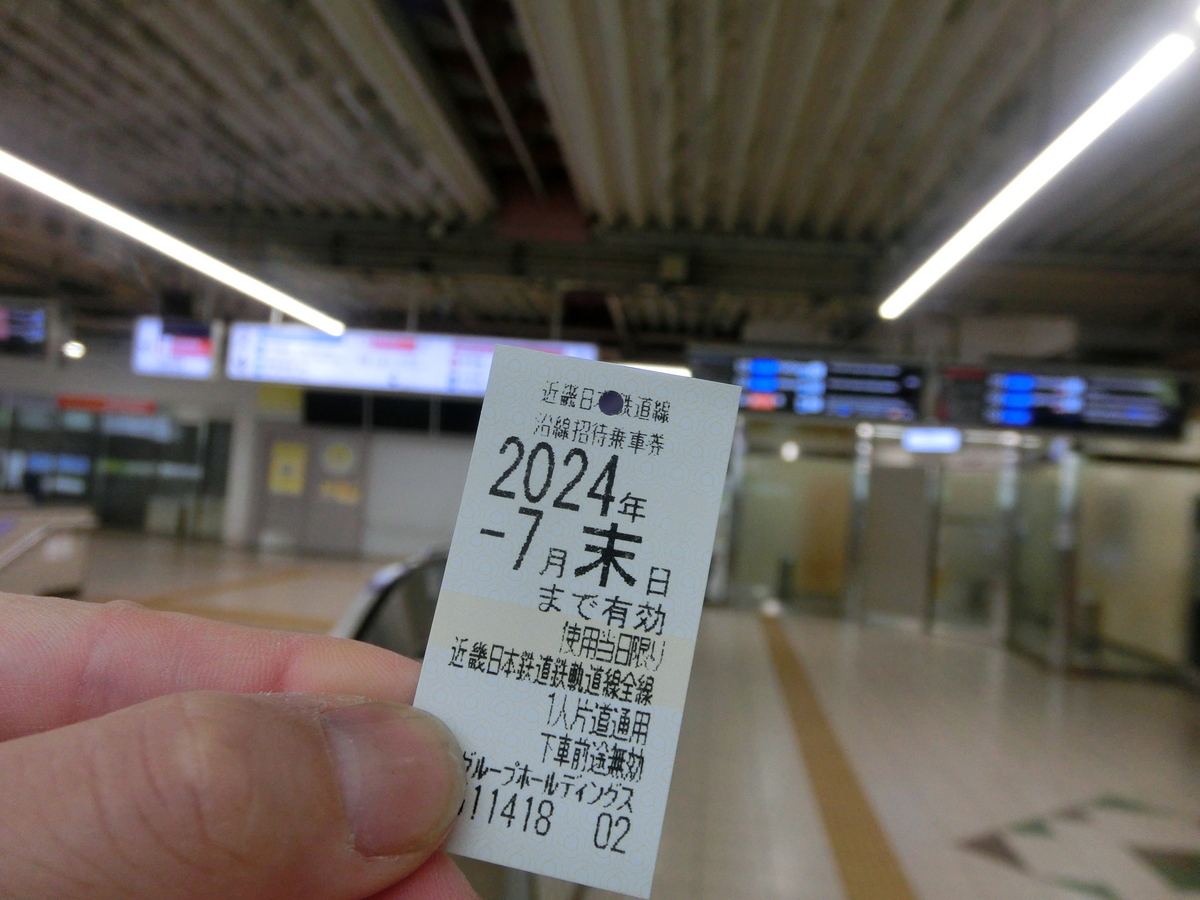 近畿日本鉄道線
沿線招待乗車券
2024年
-7月末日
まで有効
使用当日限り
近畿日本鉄道鉄軌道線全線
1人片道通用
下車前途無効
グループホールディングス
11418 02